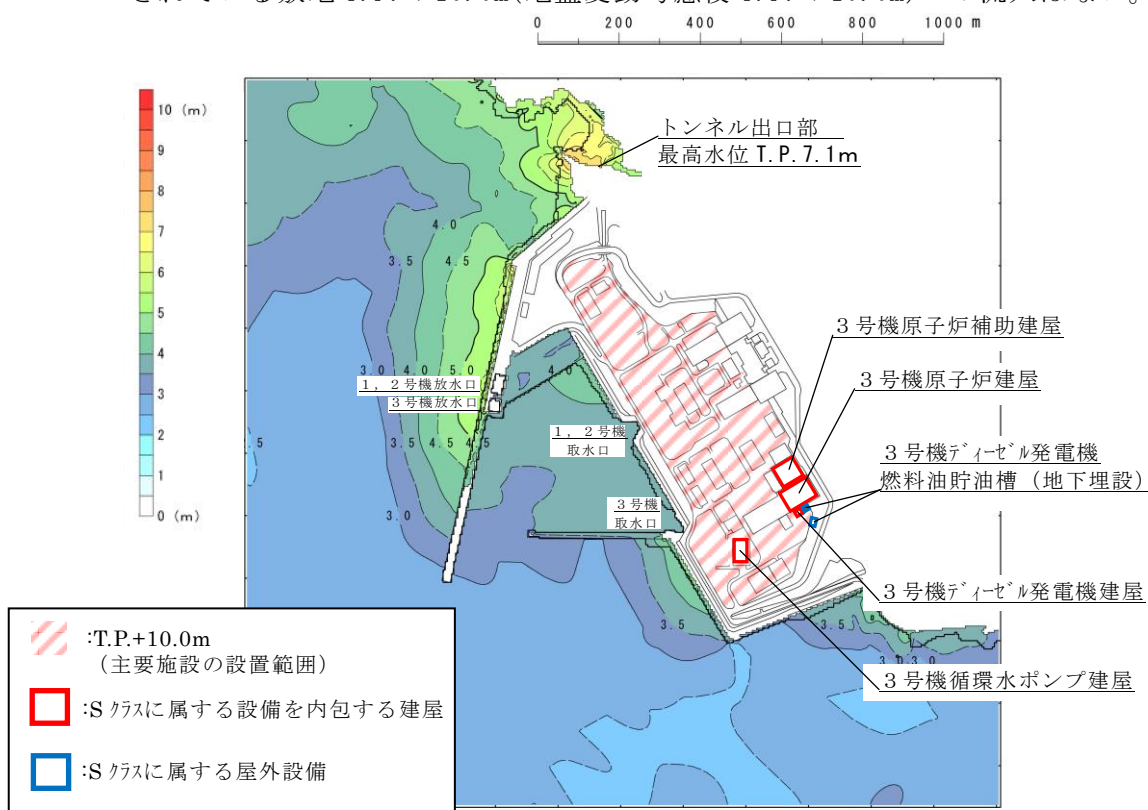 0 200 400 600 800 1000 m
10 (m)
9
8
7
6
5
4
3
2
1
0 (m)
トンネル出口部
最高水位 T.P. 7.1m
4.0
3.5 4.5
3号機原子炉補助建屋
3号機原子炉建屋
3.0 4.0 5.0
4.0
1,2号機放水口
3号機放水口
3.5 4.5 4.5
1,2号機
取水口
3号機ディーゼル発電機
燃料油貯油槽(地下埋設)
3号機
取水口
3.0
3号機ディーゼル発電機建屋
3.5
3.5
3.0
3号機循環水ポンプ建屋
:T.P.+10.0m
(主要施設の設置範囲)
:Sクラスに属する設備を内包する建屋
:Sクラスに属する屋外設備